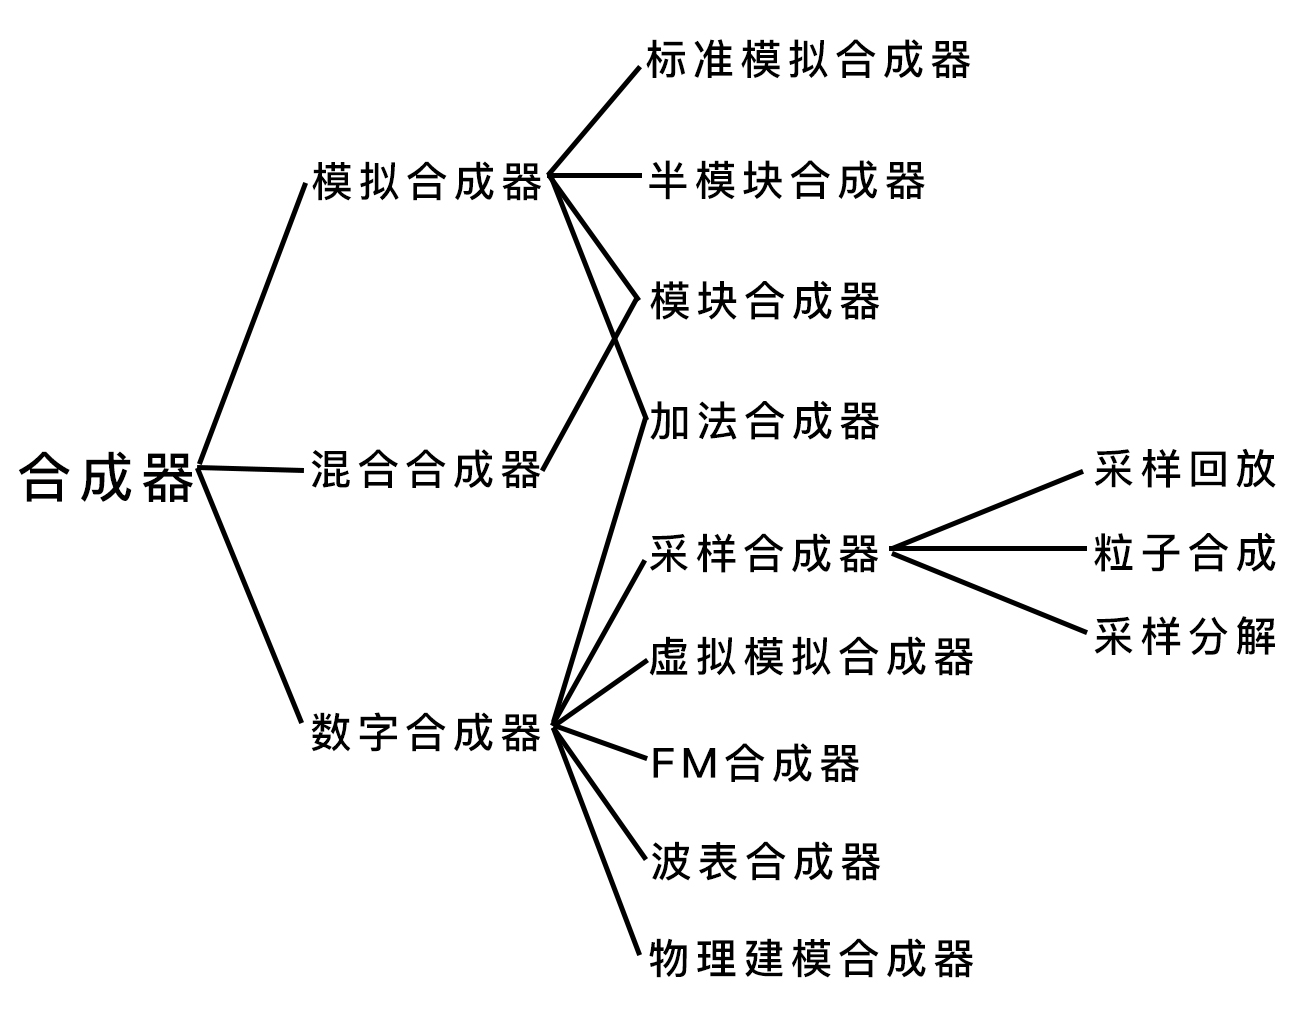 合成器
模拟合成器
混合合成器
数字合成器
标准模拟合成器
半模块合成器
模块合成器
加法合成器
采样合成器
虚拟模拟合成器
FM合成器
波表合成器
物理建模合成器
采样回放
粒子合成
采样分解